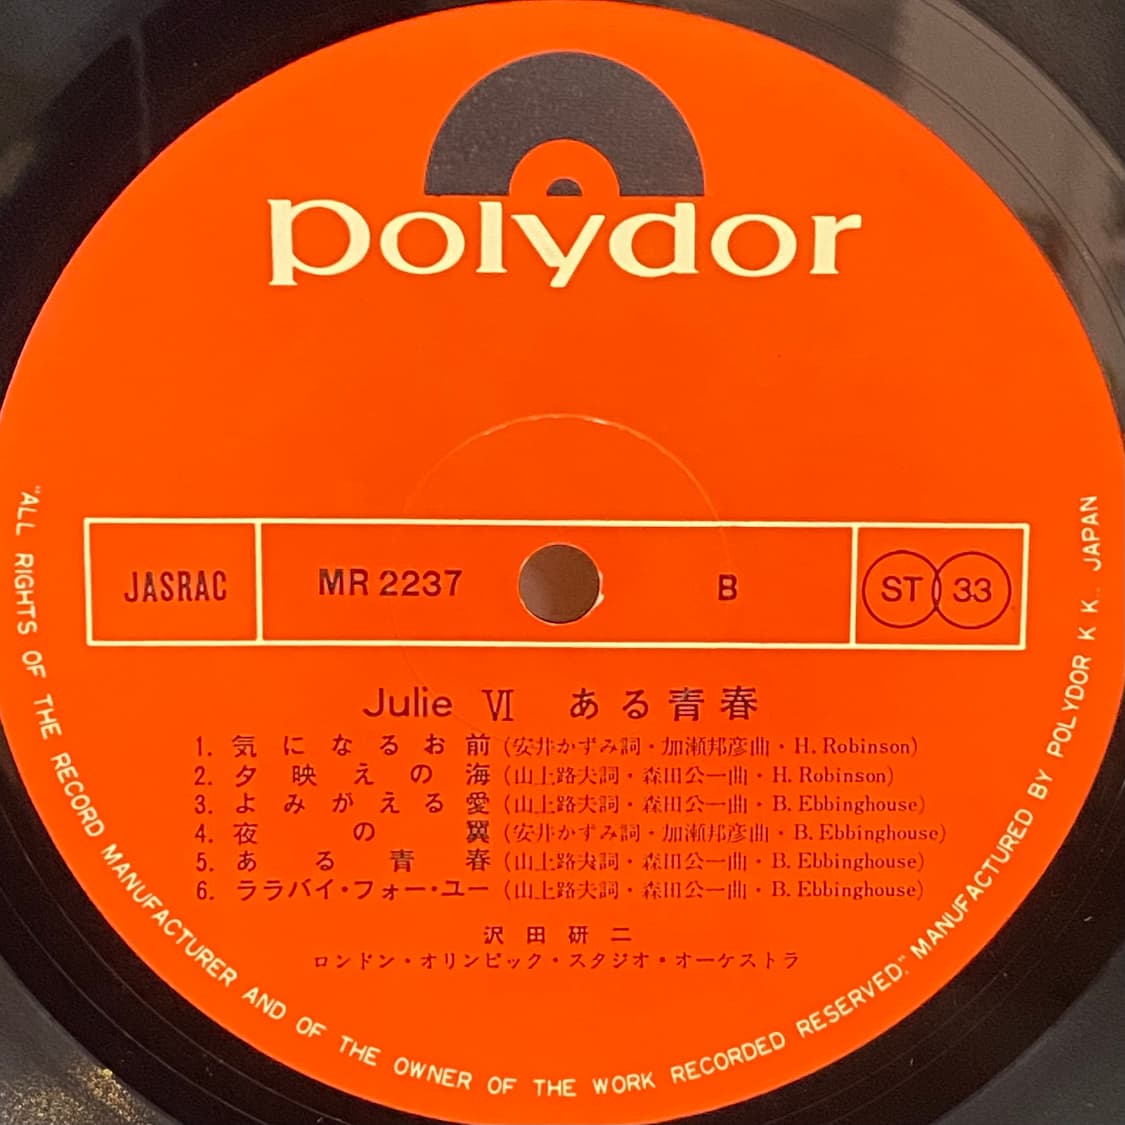 polydor
JASRAC
MR 2237
B
ST 33
Julie Ⅵ ある青春
1. 気になるお前 (安井かずみ詞・加瀬邦彦曲・H. Robinson)
2. 夕映えの海 (山上路夫詞・森田公一曲・H. Robinson)
3. よみがえる愛 (山上路夫詞・森田公一曲・B. Ebbinghouse)
4. 夜の翼 (安井かずみ詞・加瀬邦彦曲・B. Ebbinghouse)
5. ある青春 (山上路夫詞・森田公一曲・B. Ebbinghouse)
6. ララバイ・フォー・ユー (山上路夫詞・森田公一曲・B. Ebbinghouse)
沢田研二
ロンドン・オリンピック・スタジオ・オーケストラ
"ALL RIGHTS OF THE RECORD MANUFACTURER AND OF THE OWNER OF THE WORK RECORDED RESERVED." MANUFACTURED BY POLYDOR K K.. JAPAN